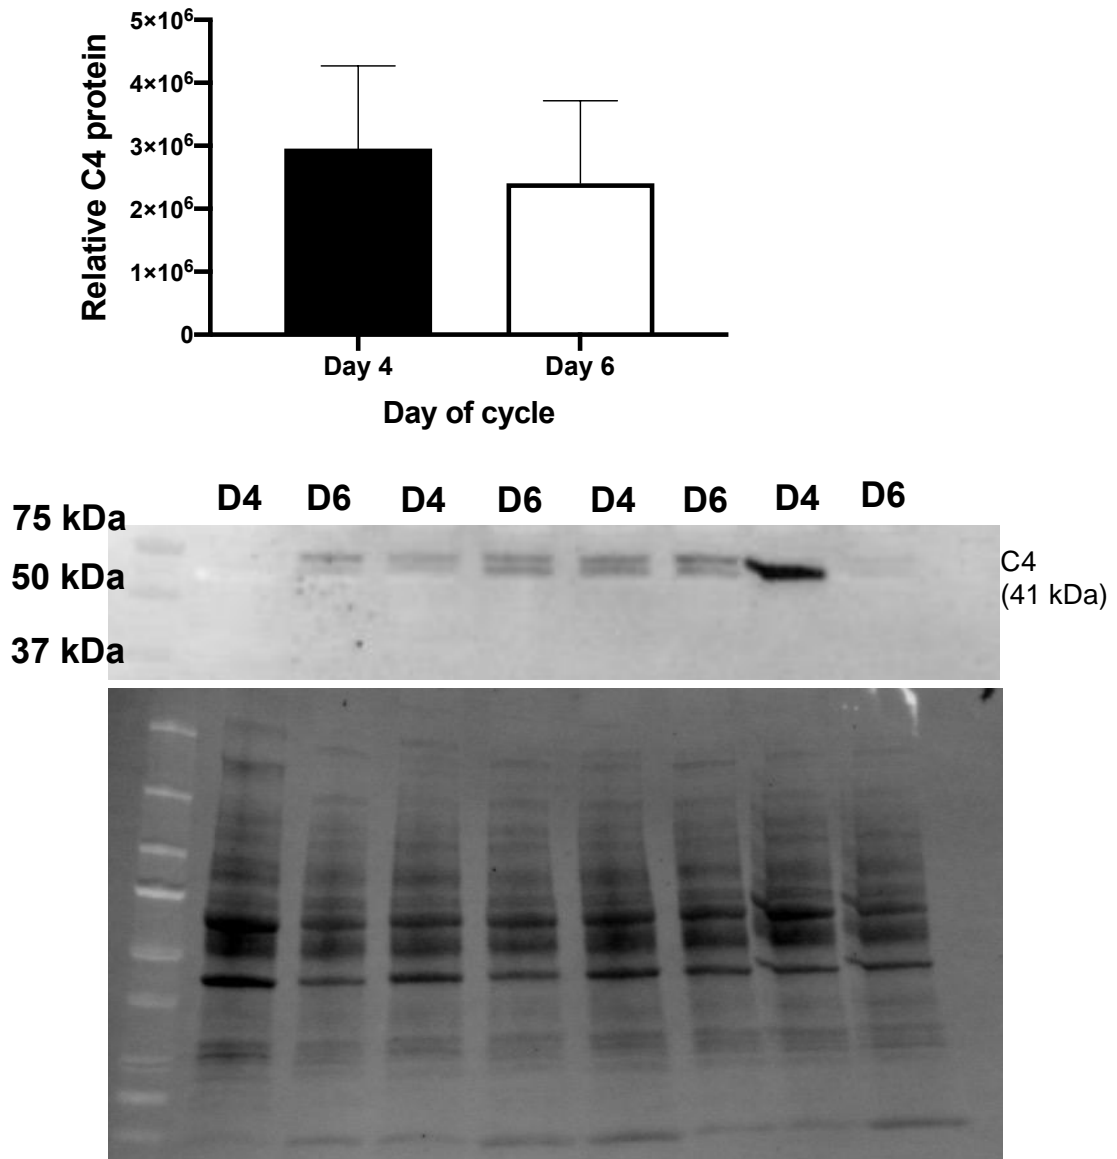 5×10⁶
4×10⁶
3×10⁶
2×10⁶
1×10⁶
0
Relative C4 protein
Day 4 Day 6
Day of cycle
D4 D6 D4 D6 D4 D6 D4 D6
75 kDa
50 kDa
37 kDa
C4
(41 kDa)